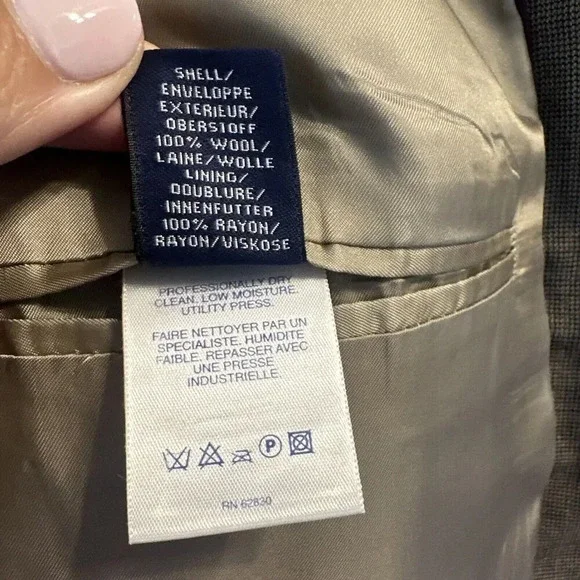 SHELL/
ENVELOPPE
EXTERIEUR/
OBERSTOFF
100% WOOL/
LAINE/WOLLE
LINING/
DOUBLURE/
INNENFUTTER
100% RAYON/
RAYON/VISKOSE
PROFESSIONALLY DRY
CLEAN. LOW MOISTURE.
UTILITY PRESS.
FAIRE NETTOYER PAR UN
SPECIALISTE. HUMIDITE
FAIBLE. REPASSER AVEC
UNE PRESSE
INDUSTRIELLE.
P
RN 62830